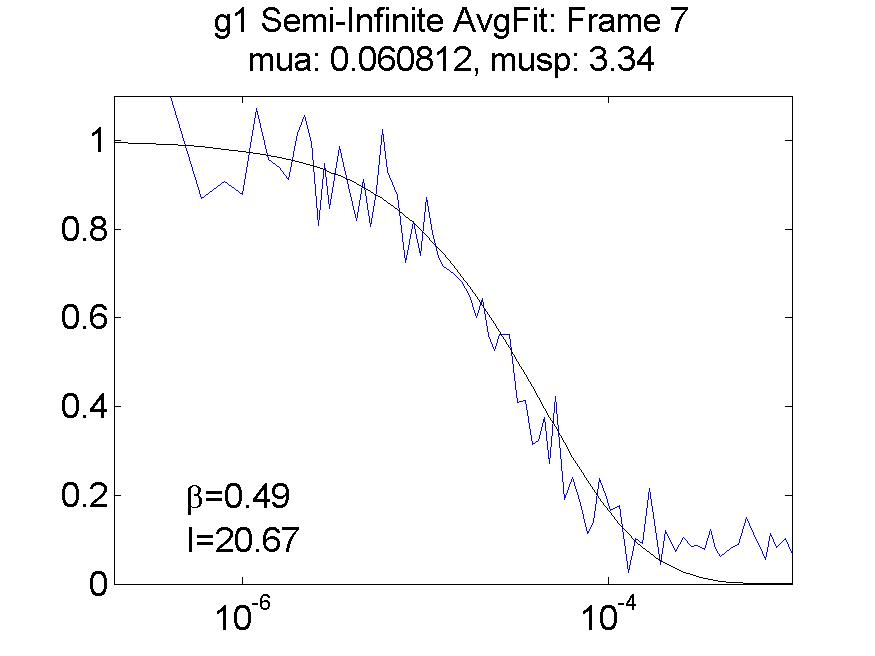 g1 Semi-Infinite AvgFit: Frame 7
mua: 0.060812, musp: 3.34
1
0.8
0.6
0.4
0.2
0
β=0.49
I=20.67
10^-6
10^-4